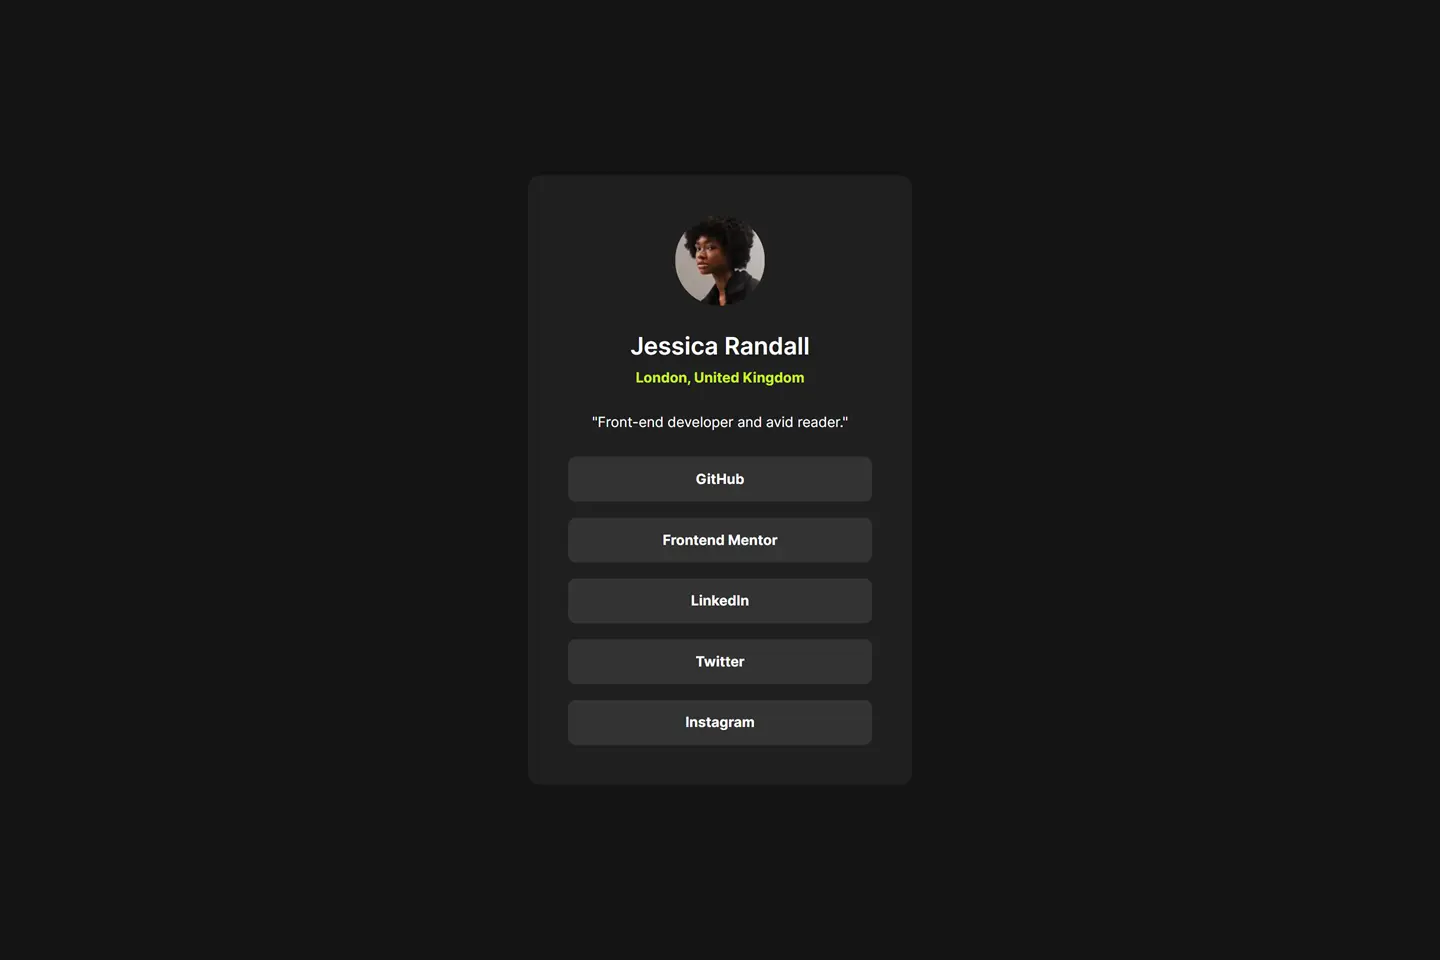 Jessica Randall
London, United Kingdom
"Front-end developer and avid reader."
GitHub
Frontend Mentor
LinkedIn
Twitter
Instagram